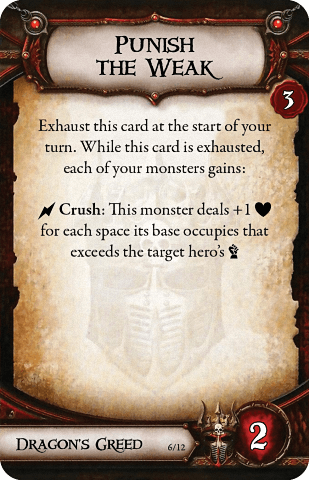 PUNISH
THE WEAK
3
Exhaust this card at the start of your
turn. While this card is exhausted,
each of your monsters gains:
Crush: This monster deals +1
for each space its base occupies that
exceeds the target hero's
DRAGON'S GREED 6/12 2